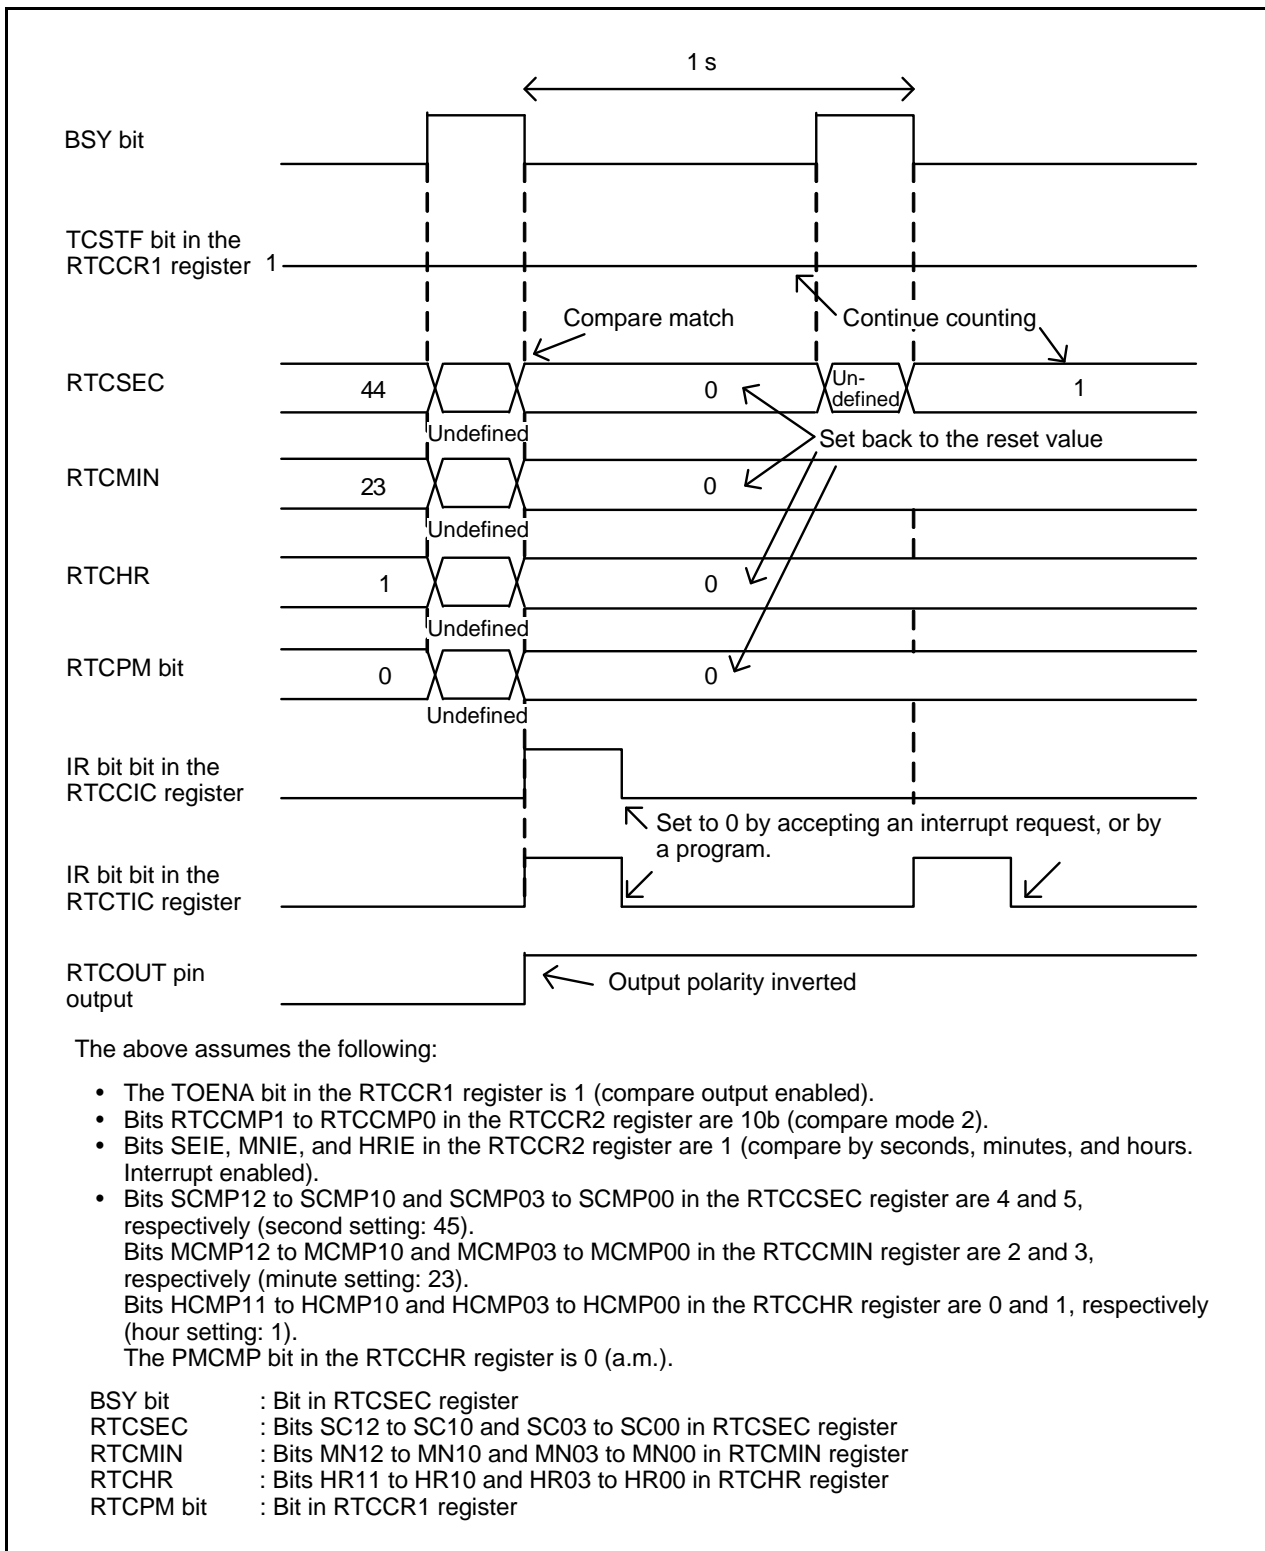 1 s
BSY bit
TCSTF bit in the
RTCCR1 register 1
Compare match
Continue counting
RTCSEC
44
0
Un-
defined
1
Undefined
Set back to the reset value
RTCMIN
23
0
Undefined
RTCHR
1
0
Undefined
RTCPM bit
0
0
Undefined
IR bit bit in the
RTCCIC register
Set to 0 by accepting an interrupt request, or by
a program.
IR bit bit in the
RTCTIC register
RTCOUT pin
output
Output polarity inverted
The above assumes the following:
• The TOENA bit in the RTCCR1 register is 1 (compare output enabled).
• Bits RTCCMP1 to RTCCMP0 in the RTCCR2 register are 10b (compare mode 2).
• Bits SEIE, MNIE, and HRIE in the RTCCR2 register are 1 (compare by seconds, minutes, and hours.
Interrupt enabled).
• Bits SCMP12 to SCMP10 and SCMP03 to SCMP00 in the RTCCSEC register are 4 and 5,
respectively (second setting: 45).
Bits MCMP12 to MCMP10 and MCMP03 to MCMP00 in the RTCCMIN register are 2 and 3,
respectively (minute setting: 23).
Bits HCMP11 to HCMP10 and HCMP03 to HCMP00 in the RTCCHR register are 0 and 1, respectively
(hour setting: 1).
The PMCMP bit in the RTCCHR register is 0 (a.m.).
BSY bit : Bit in RTCSEC register
RTCSEC : Bits SC12 to SC10 and SC03 to SC00 in RTCSEC register
RTCMIN : Bits MN12 to MN10 and MN03 to MN00 in RTCMIN register
RTCHR : Bits HR11 to HR10 and HR03 to HR00 in RTCHR register
RTCPM bit : Bit in RTCCR1 register